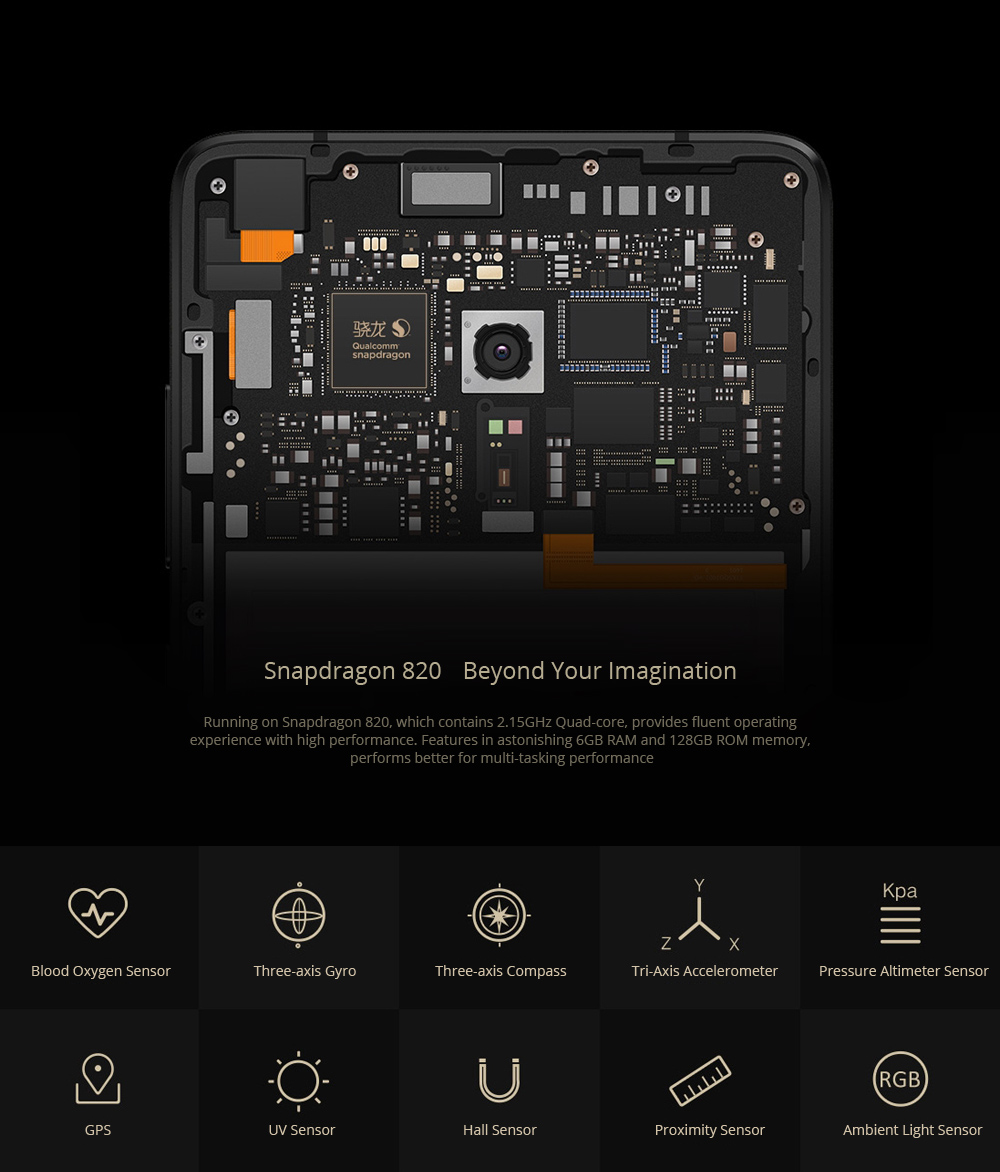 骁龙
Qualcomm
snapdragon
Snapdragon 820 Beyond Your Imagination
Running on Snapdragon 820, which contains 2.15GHz Quad-core, provides fluent operating
experience with high performance. Features in astonishing 6GB RAM and 128GB ROM memory,
performs better for multi-tasking performance
Y
Kpa
Z X
Blood Oxygen Sensor Three-axis Gyro Three-axis Compass Tri-Axis Accelerometer Pressure Altimeter Sensor
RGB
GPS UV Sensor Hall Sensor Proximity Sensor Ambient Light Sensor